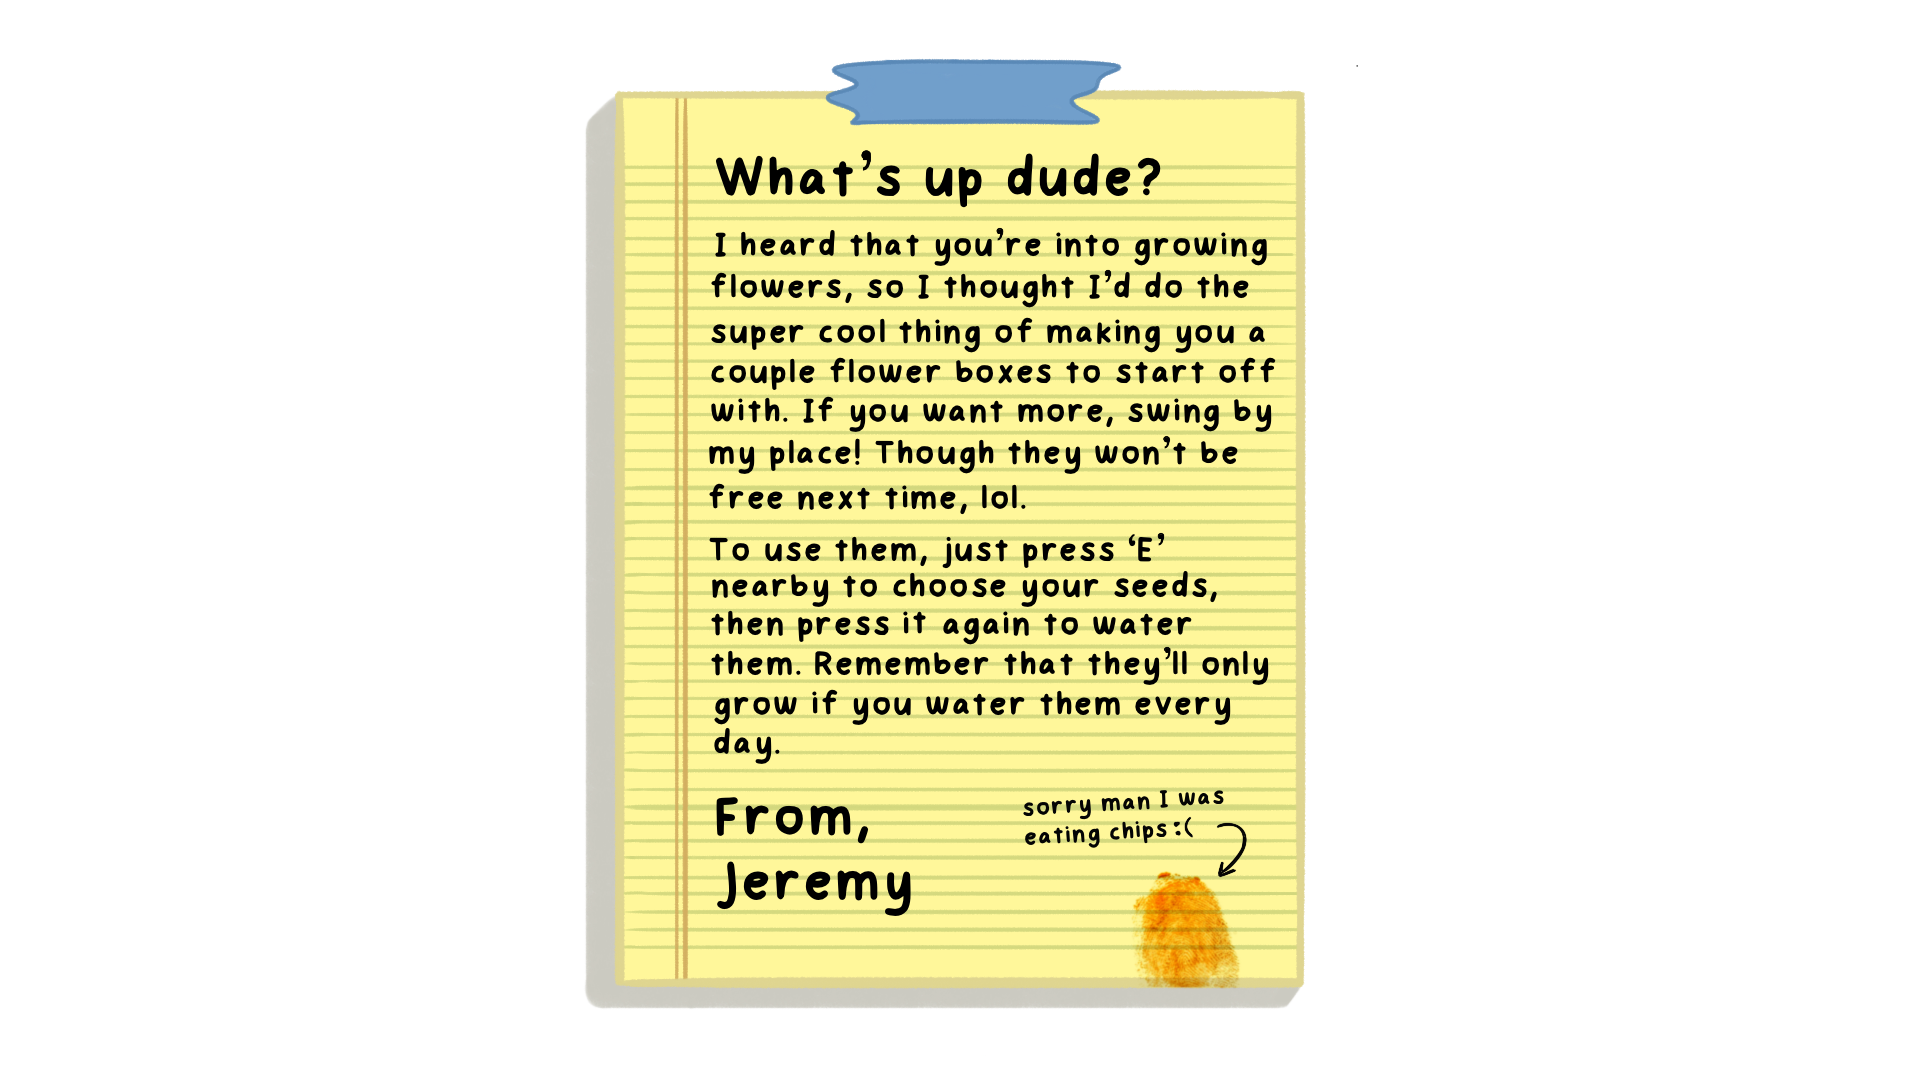 What's up dude?
I heard that you're into growing
flowers, so I thought I'd do the
super cool thing of making you a
couple flower boxes to start off
with. If you want more, swing by
my place! Though they won't be
free next time, lol.
To use them, just press ‘E’
nearby to choose your seeds,
then press it again to water
them. Remember that they'll only
grow if you water them every
day.
From,
Jeremy
sorry man I was
eating chips :(